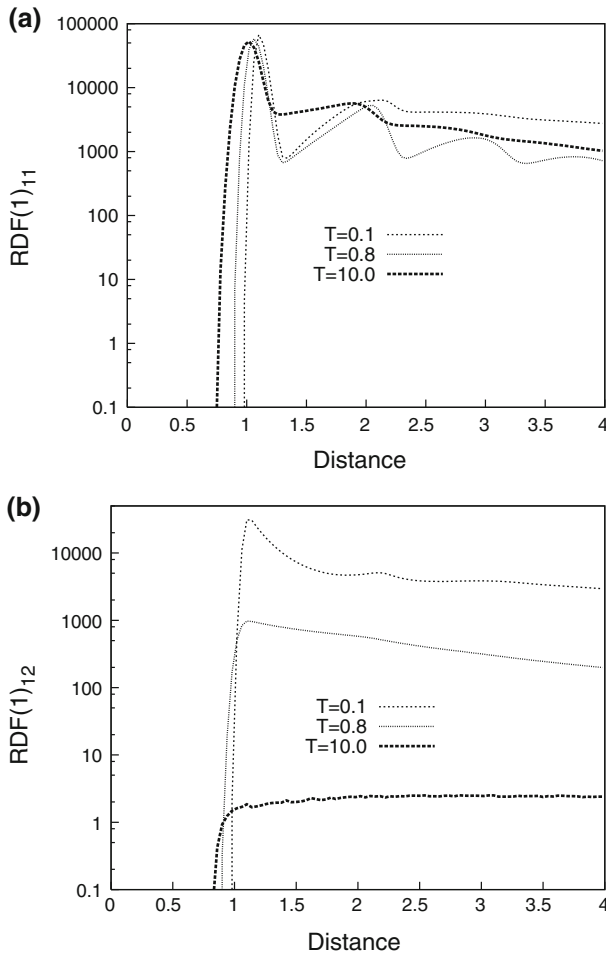 (a)
100000
10000
1000
100
10
1
0.1
RDF(1)11
T=0.1
T=0.8
T=10.0
0 0.5 1 1.5 2 2.5 3 3.5 4
Distance
(b)
10000
1000
100
10
1
0.1
RDF(1)12
T=0.1
T=0.8
T=10.0
0 0.5 1 1.5 2 2.5 3 3.5 4
Distance